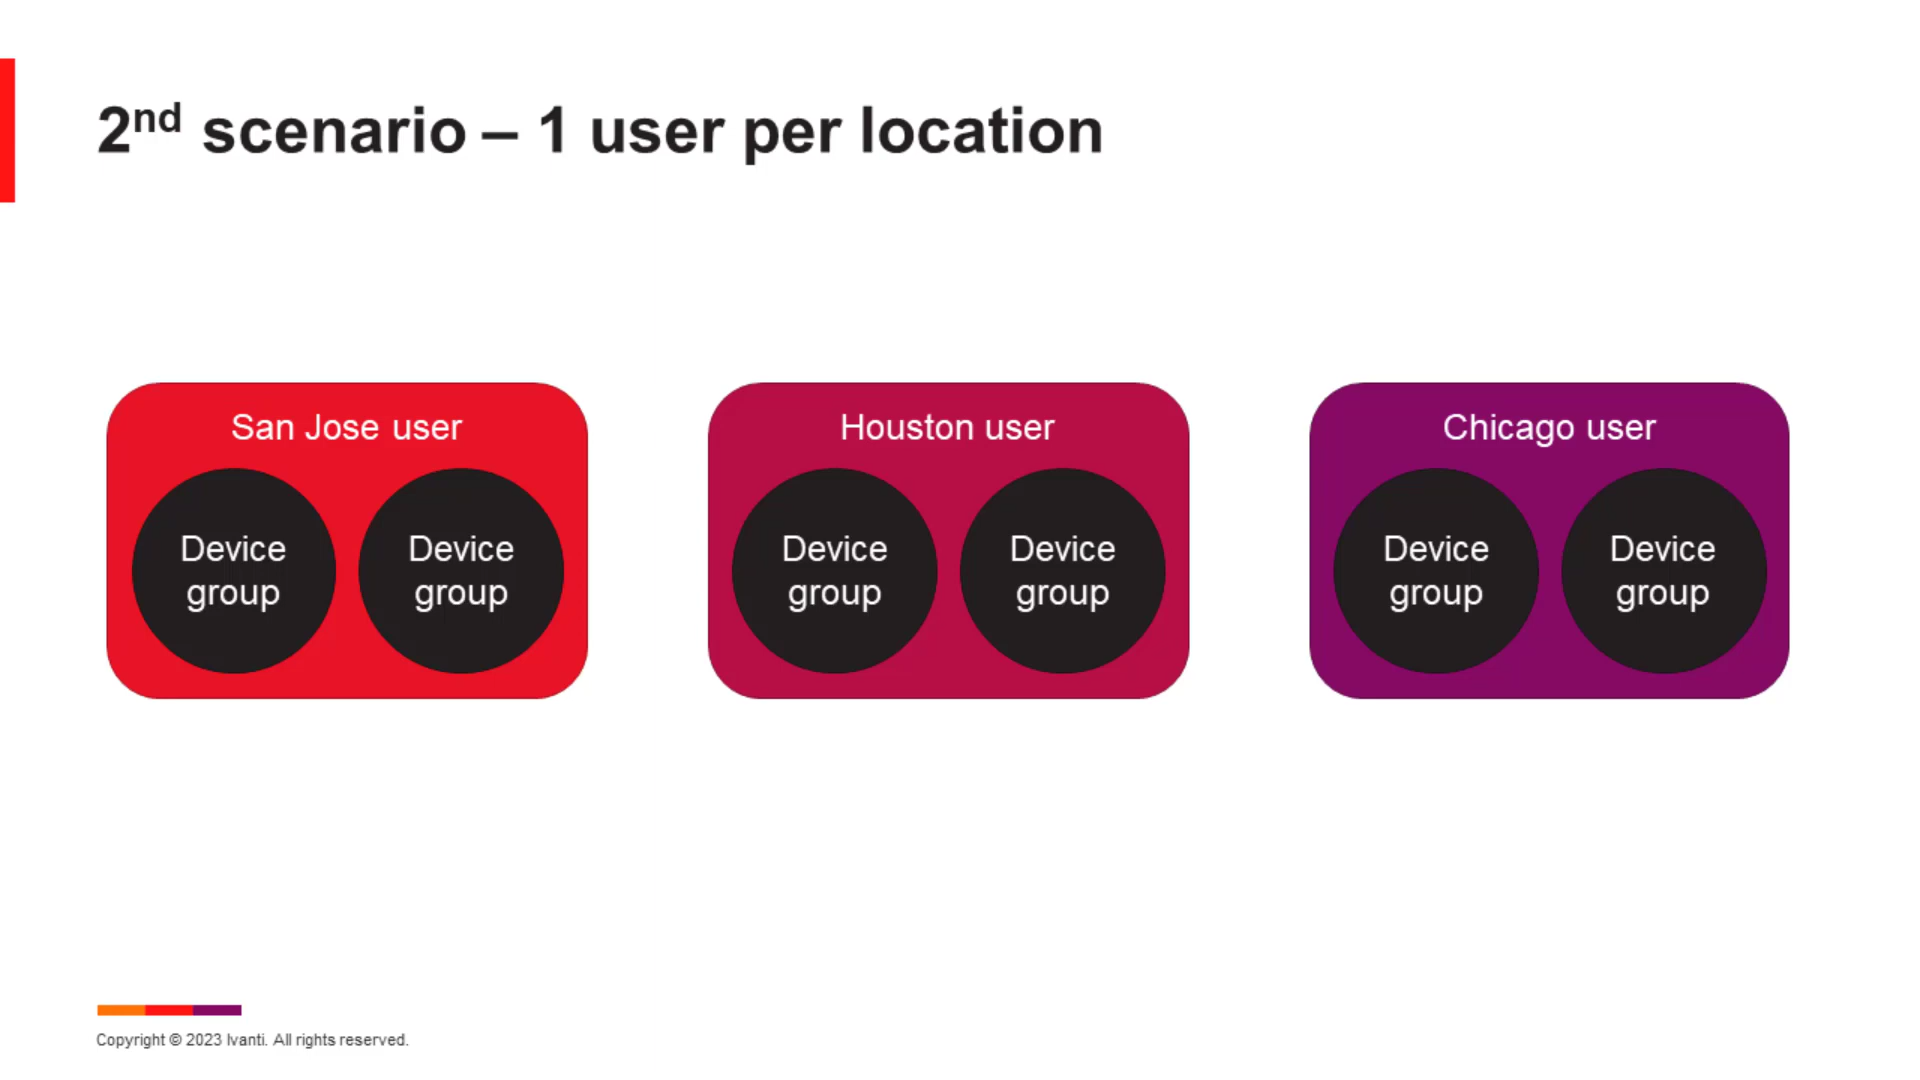 2nd scenario – 1 user per location
San Jose user
Device
group
Device
group
Houston user
Device
group
Device
group
Chicago user
Device
group
Device
group
Copyright © 2023 Ivanti. All rights reserved.